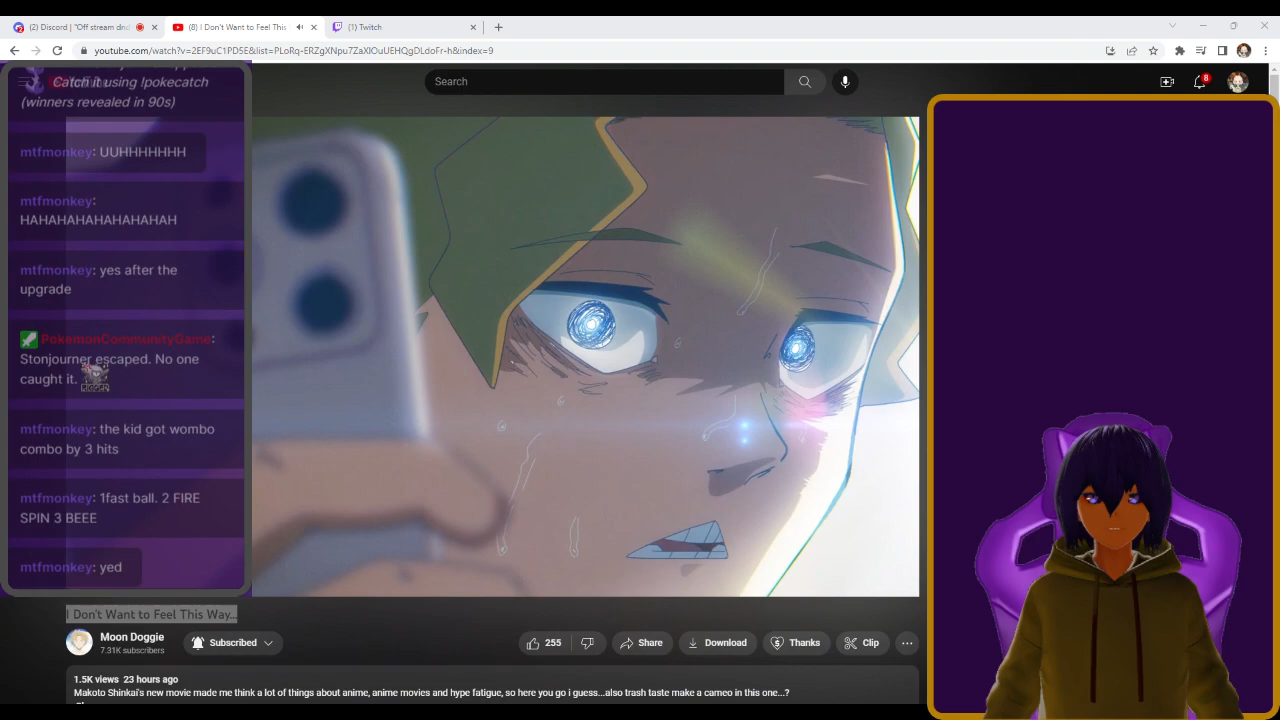 (2) Discord | "Off stream dnd
(8) I Don't Want to Feel This
(1) Twitch
youtube.com/watch?v=2EF9uC1PD5E&list=PLoRq-ERZgXNpu7ZaXlOuUEHQgDLdoFr-h&index=9
Search
8
Catch it using !pokecatch
(winners revealed in 90s)
mtfmonkey: UUHHHHHHH
mtfmonkey:
HAHAHAHAHAHAHAHAH
mtfmonkey: yes after the
upgrade
PokemonCommunityGame:
Stonjourner escaped. No one
caught it.
mtfmonkey: the kid got wombo
combo by 3 hits
mtfmonkey: 1fast ball. 2 FIRE
SPIN 3 BEEE
mtfmonkey: yed
I Don't Want to Feel This Way...
Moon Doggie
7.31K subscribers
Subscribed
255
Share
Download
Thanks
Clip
1.5K views 23 hours ago
Makoto Shinkai's new movie made me think a lot of things about anime, anime movies and hype fatigue, so here you go i guess...also trash taste make a cameo in this one...?